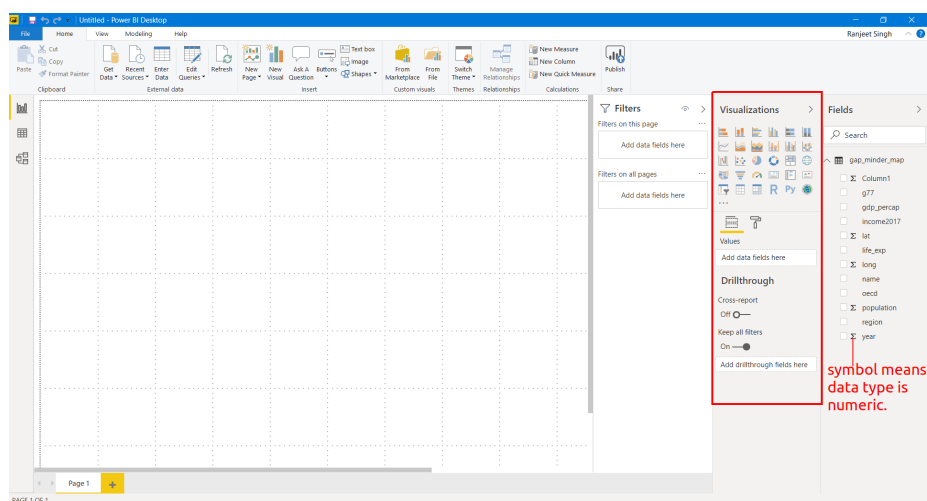 Untitled - Power BI Desktop
File Home View Modeling Help Ranjeet Singh
Paste
Cut
Copy
Format Painter
Get Data
Recent Sources
Enter Data
Edit Queries
Refresh
New Page
New Visual
Ask A Question
Buttons
Text box
Image
Shapes
From Marketplace
From File
Switch Theme
Manage Relationships
New Measure
New Column
New Quick Measure
Publish
Clipboard External data Insert Custom visuals Themes Relationships Calculations Share
Filters
Filters on this page ...
Add data fields here
Filters on all pages ...
Add data fields here
Visualizations
R Py
...
Values
Add data fields here
Drillthrough
Cross-report
Off
Keep all filters
On
Add drillthrough fields here
Fields
Search
gap_minder_map
Σ Column1
g77
gdp_percap
income2017
Σ lat
life_exp
Σ long
name
oecd
Σ population
region
Σ year
symbol means
data type is
numeric.
Page 1 +
PAGE 1 OF 1